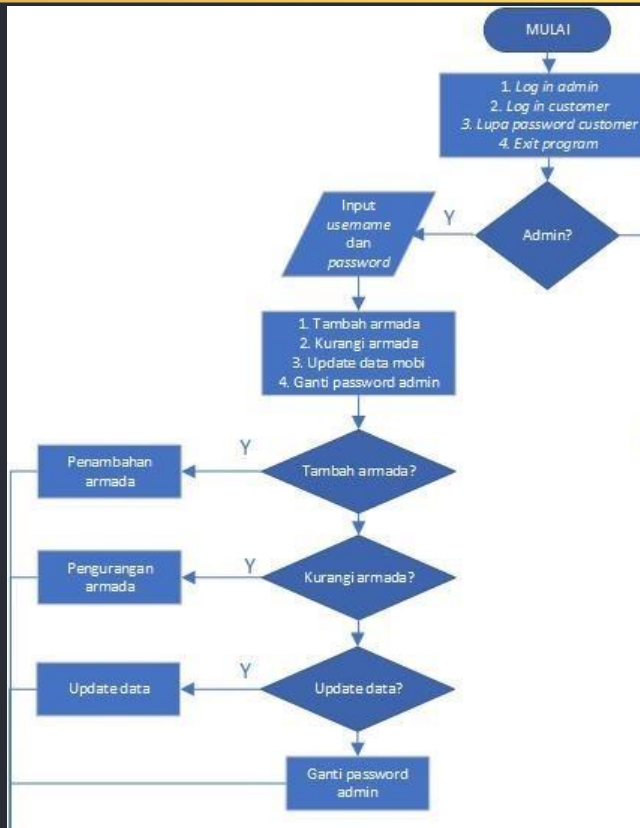 MULAI
1. Log in admin
2. Log in customer
3. Lupa password customer
4. Exit program
Admin?
Y
Input
username
dan
password
1. Tambah armada
2. Kurangi armada
3. Update data mobi
4. Ganti password admin
Tambah armada?
Y
Penambahan
armada
Kurangi armada?
Y
Pengurangan
armada
Update data?
Y
Update data
Ganti password
admin